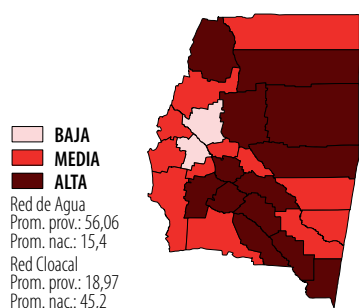 BAJA
MEDIA
ALTA
Red de Agua
Prom. prov.: 56,06
Prom. nac.: 15,4
Red Cloacal
Prom. prov.: 18,97
Prom. nac.: 45,2